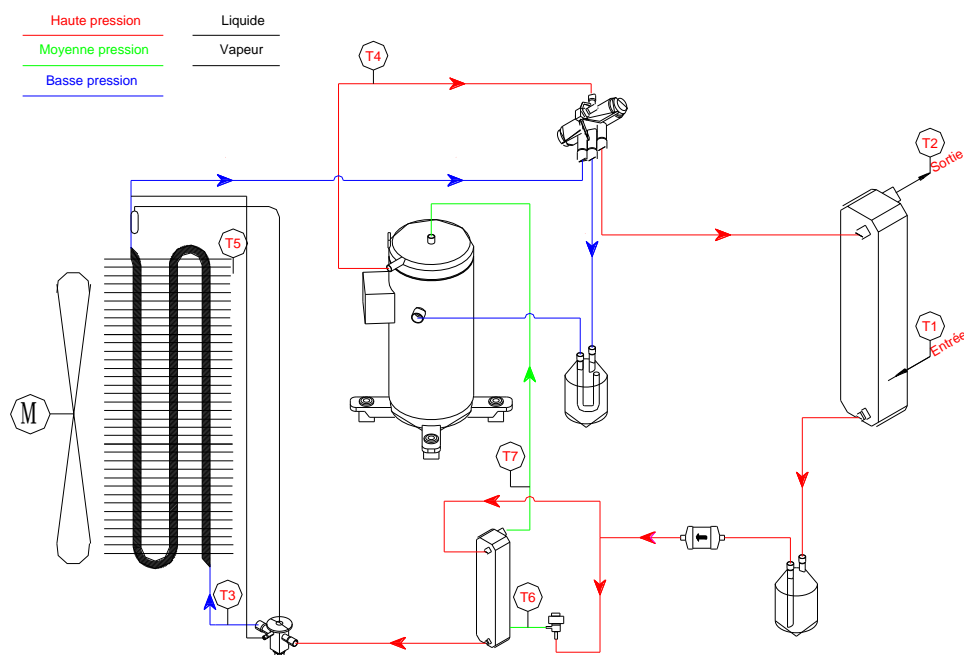 Haute pression
Liquide
Moyenne pression
Vapeur
Basse pression
T4
T2
Sortie
T5
T1
Entrée
M
T7
T3
T6